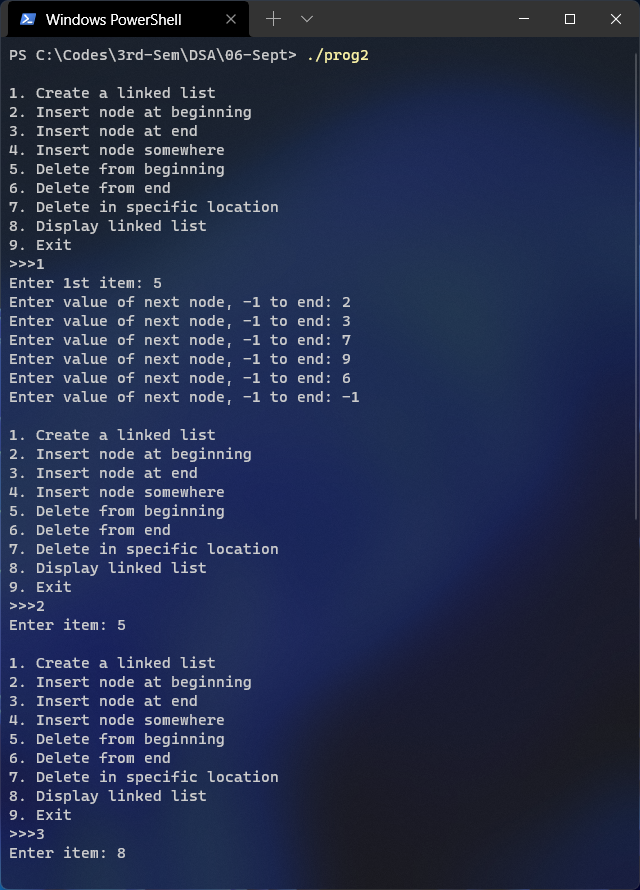 Windows PowerShell
PS C:\Codes\3rd-Sem\DSA\06-Sept> ./prog2
1. Create a linked list
2. Insert node at beginning
3. Insert node at end
4. Insert node somewhere
5. Delete from beginning
6. Delete from end
7. Delete in specific location
8. Display linked list
9. Exit
>>>1
Enter 1st item: 5
Enter value of next node, -1 to end: 2
Enter value of next node, -1 to end: 3
Enter value of next node, -1 to end: 7
Enter value of next node, -1 to end: 9
Enter value of next node, -1 to end: 6
Enter value of next node, -1 to end: -1
1. Create a linked list
2. Insert node at beginning
3. Insert node at end
4. Insert node somewhere
5. Delete from beginning
6. Delete from end
7. Delete in specific location
8. Display linked list
9. Exit
>>>2
Enter item: 5
1. Create a linked list
2. Insert node at beginning
3. Insert node at end
4. Insert node somewhere
5. Delete from beginning
6. Delete from end
7. Delete in specific location
8. Display linked list
9. Exit
>>>3
Enter item: 8